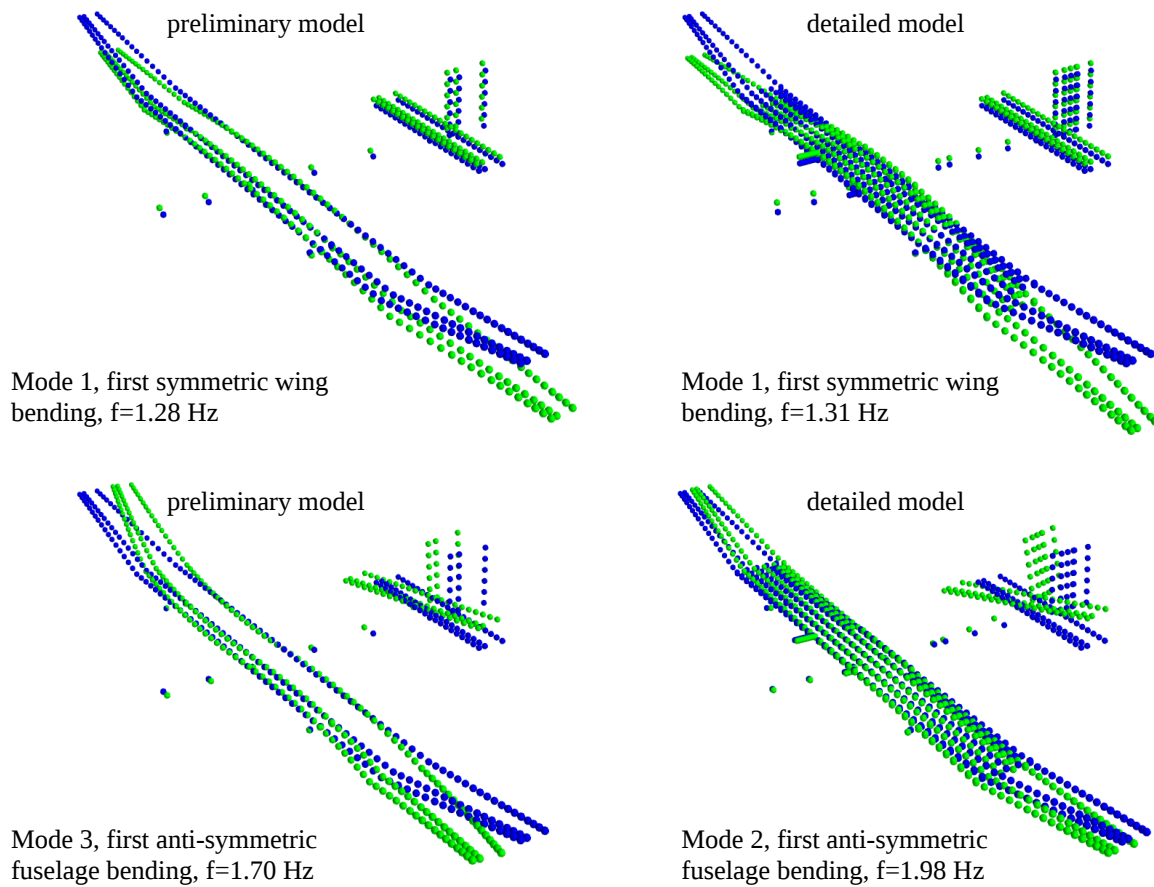 preliminary model
detailed model
Mode 1, first symmetric wing
bending, f=1.28 Hz
Mode 1, first symmetric wing
bending, f=1.31 Hz
preliminary model
detailed model
Mode 3, first anti-symmetric
fuselage bending, f=1.70 Hz
Mode 2, first anti-symmetric
fuselage bending, f=1.98 Hz